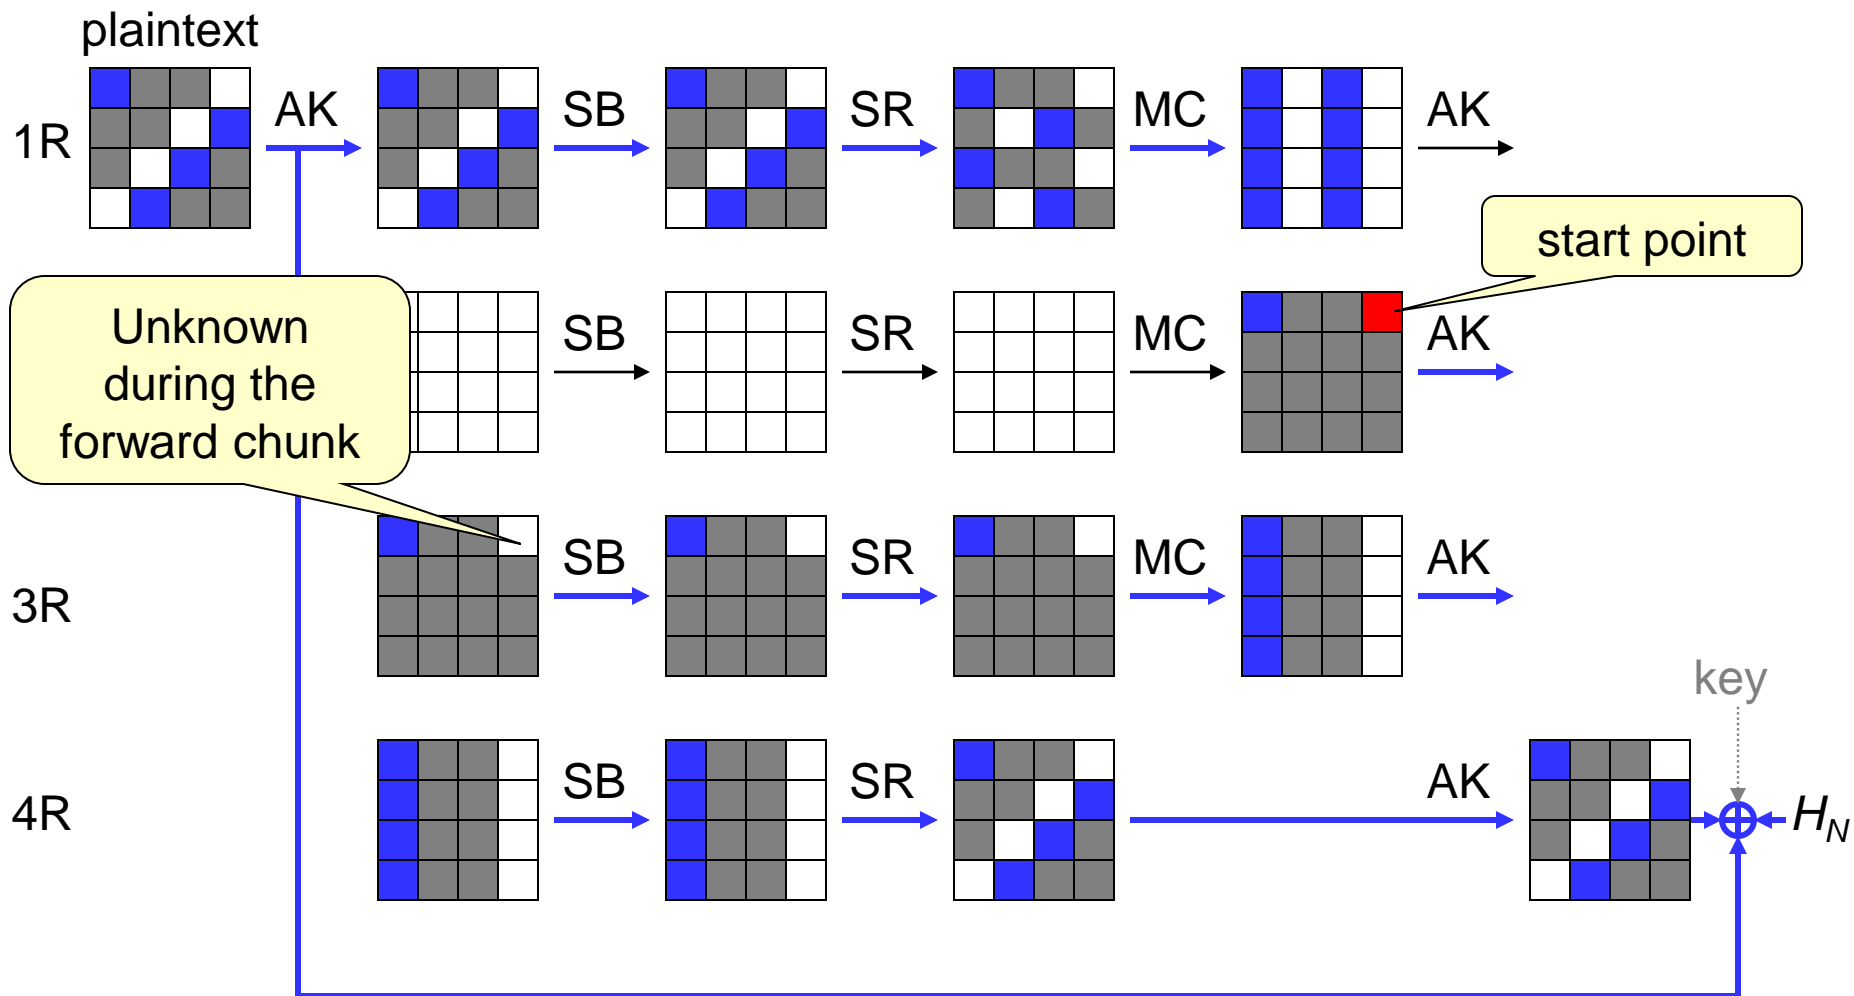 plaintext
1R
AK
SB
SR
MC
AK
start point
Unknown
during the
forward chunk
SB
SR
MC
AK
3R
SB
SR
MC
AK
key
4R
SB
SR
AK
H_N